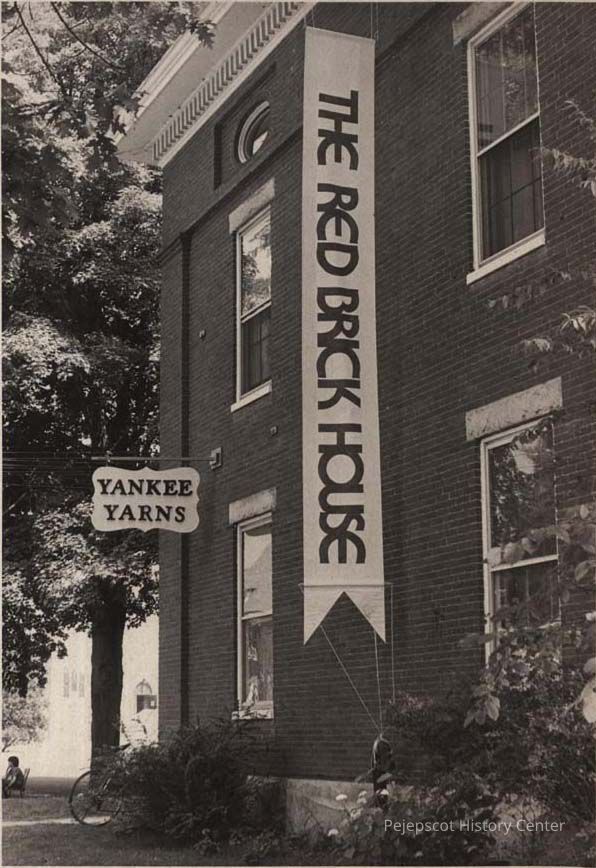 THE RED BRICK HOUSE
YANKEE
YARNS
Pejepscot History Center